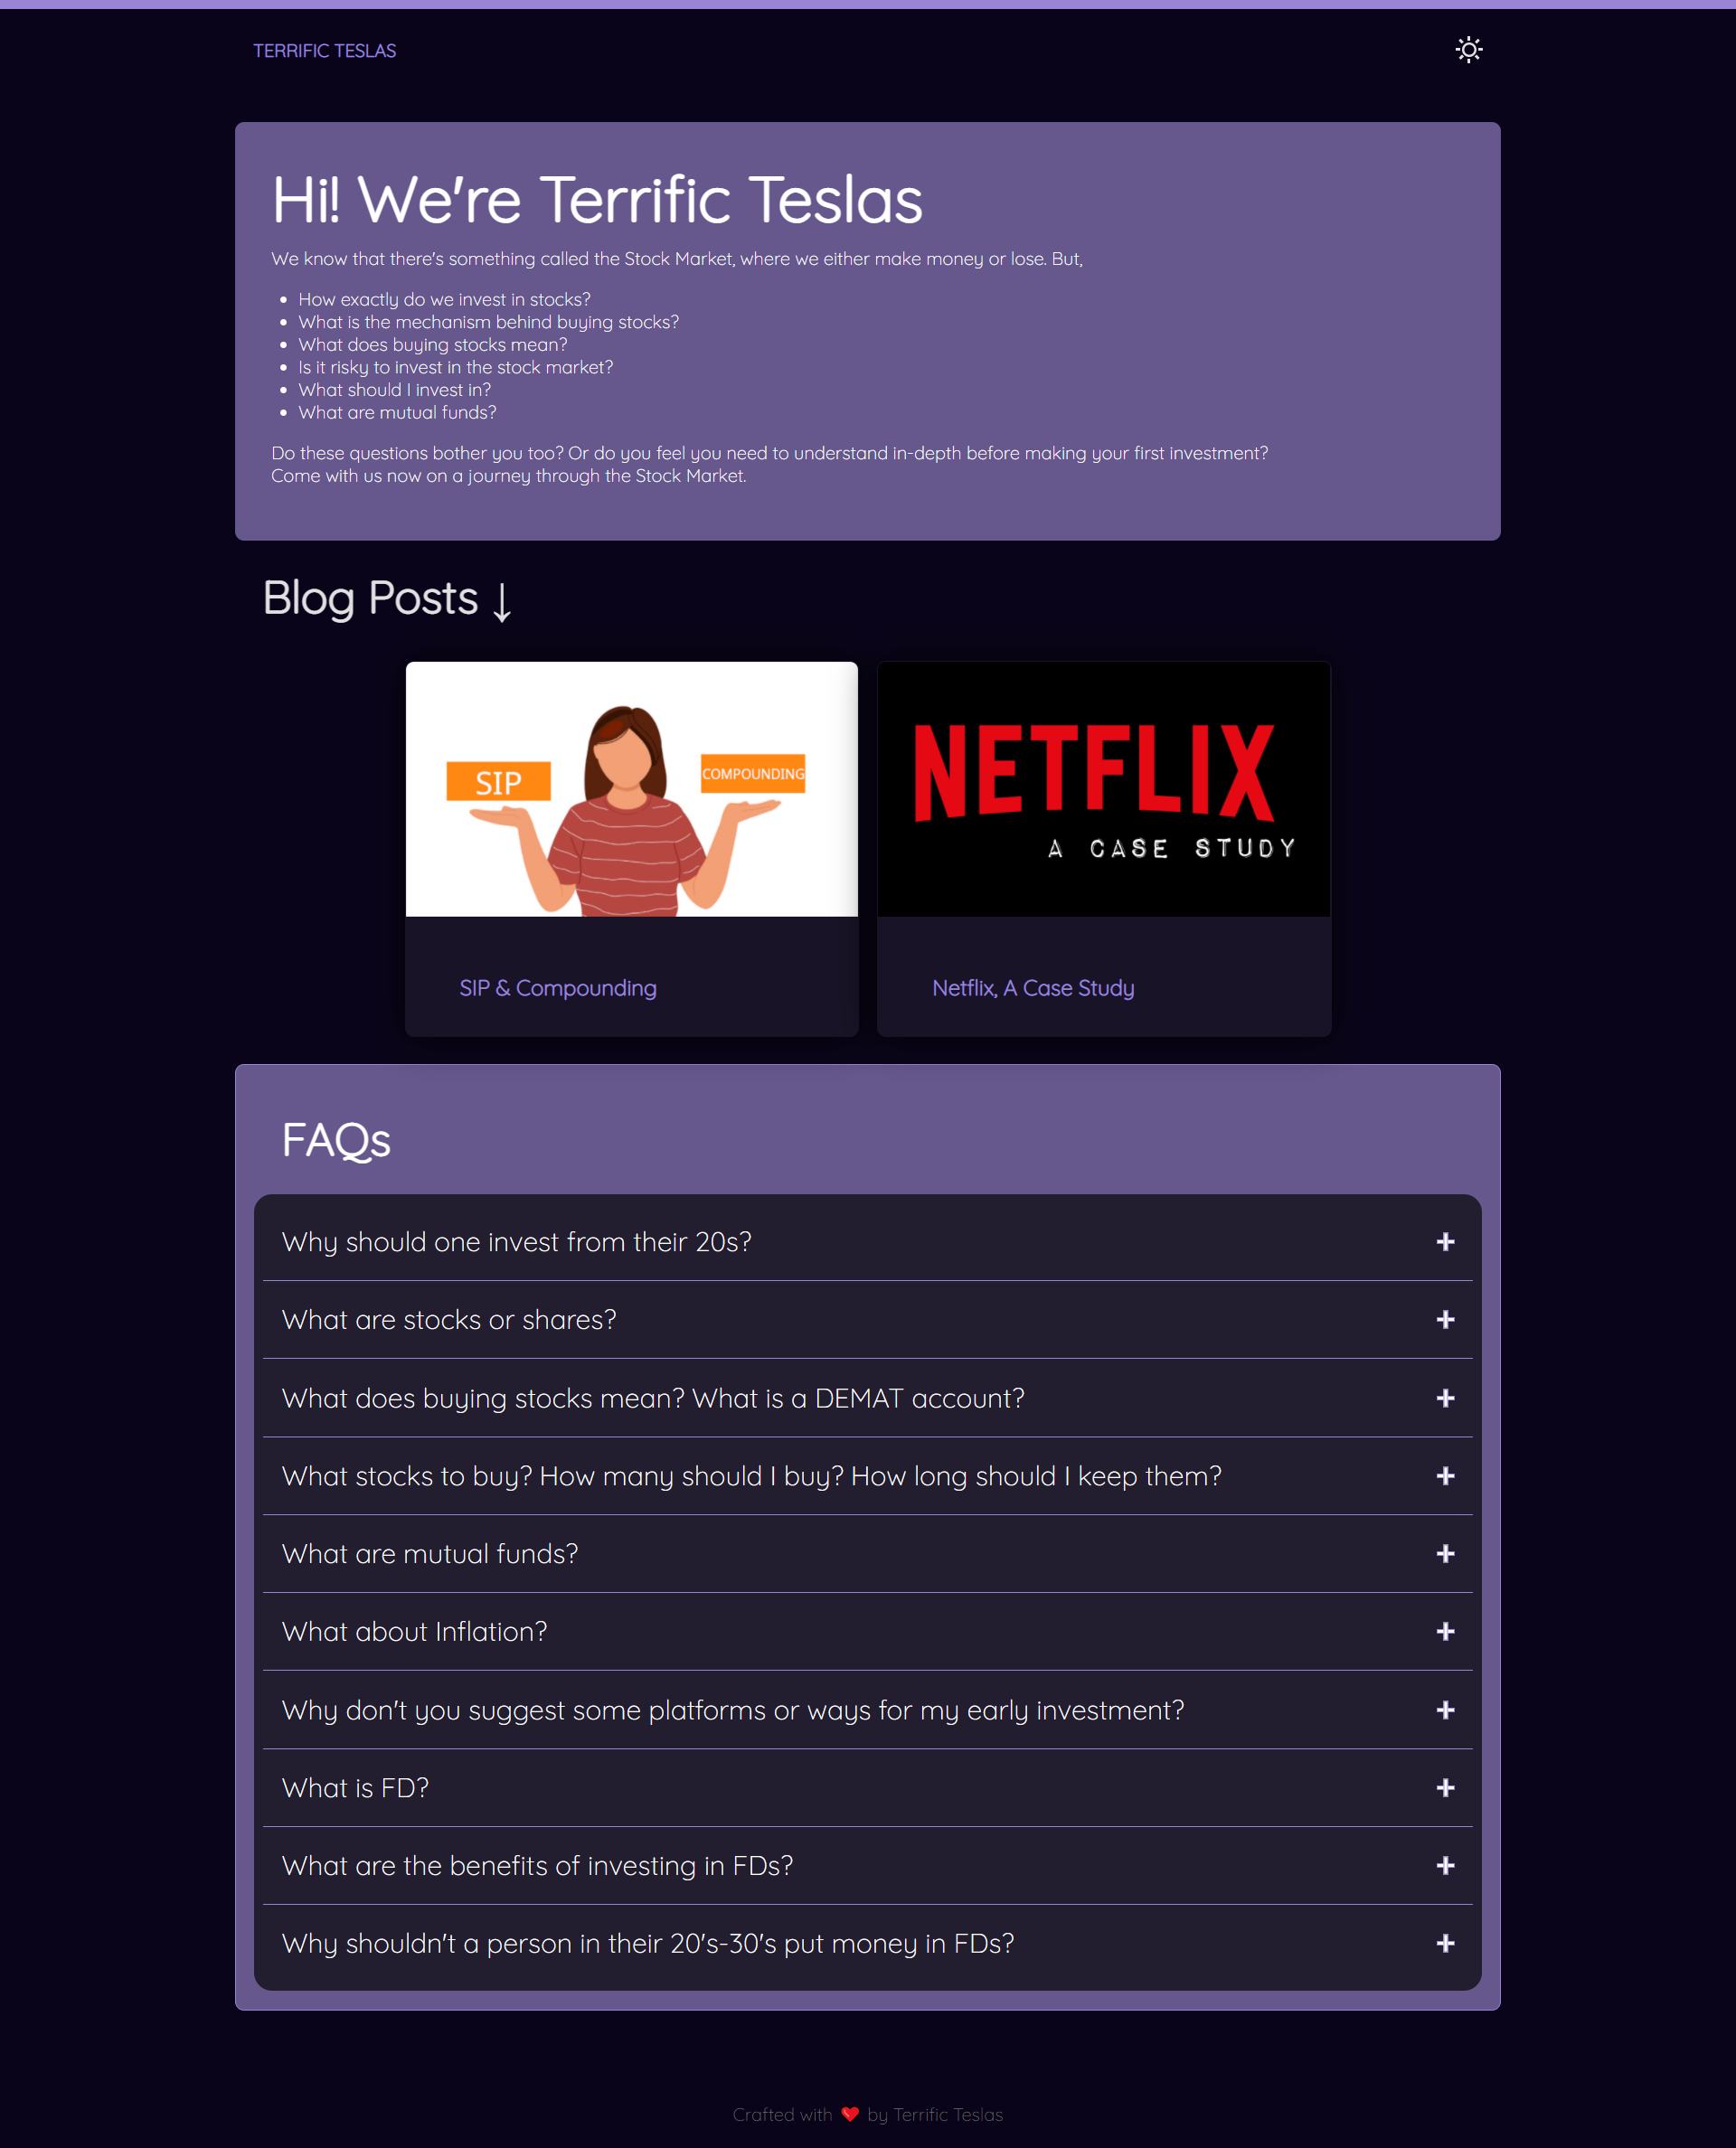 TERRIFIC TESLAS
Hi! We're Terrific Teslas
We know that there's something called the Stock Market, where we either make money or lose. But,
How exactly do we invest in stocks?
What is the mechanism behind buying stocks?
What does buying stocks mean?
Is it risky to invest in the stock market?
What should I invest in?
What are mutual funds?
Do these questions bother you too? Or do you feel you need to understand in-depth before making your first investment?
Come with us now on a journey through the Stock Market.
Blog Posts ↓
SIP
COMPOUNDING
SIP & Compounding
NETFLIX
A CASE STUDY
Netflix, A Case Study
FAQs
Why should one invest from their 20s?
What are stocks or shares?
What does buying stocks mean? What is a DEMAT account?
What stocks to buy? How many should I buy? How long should I keep them?
What are mutual funds?
What about Inflation?
Why don't you suggest some platforms or ways for my early investment?
What is FD?
What are the benefits of investing in FDs?
Why shouldn't a person in their 20's-30's put money in FDs?
Crafted with ❤ by Terrific Teslas